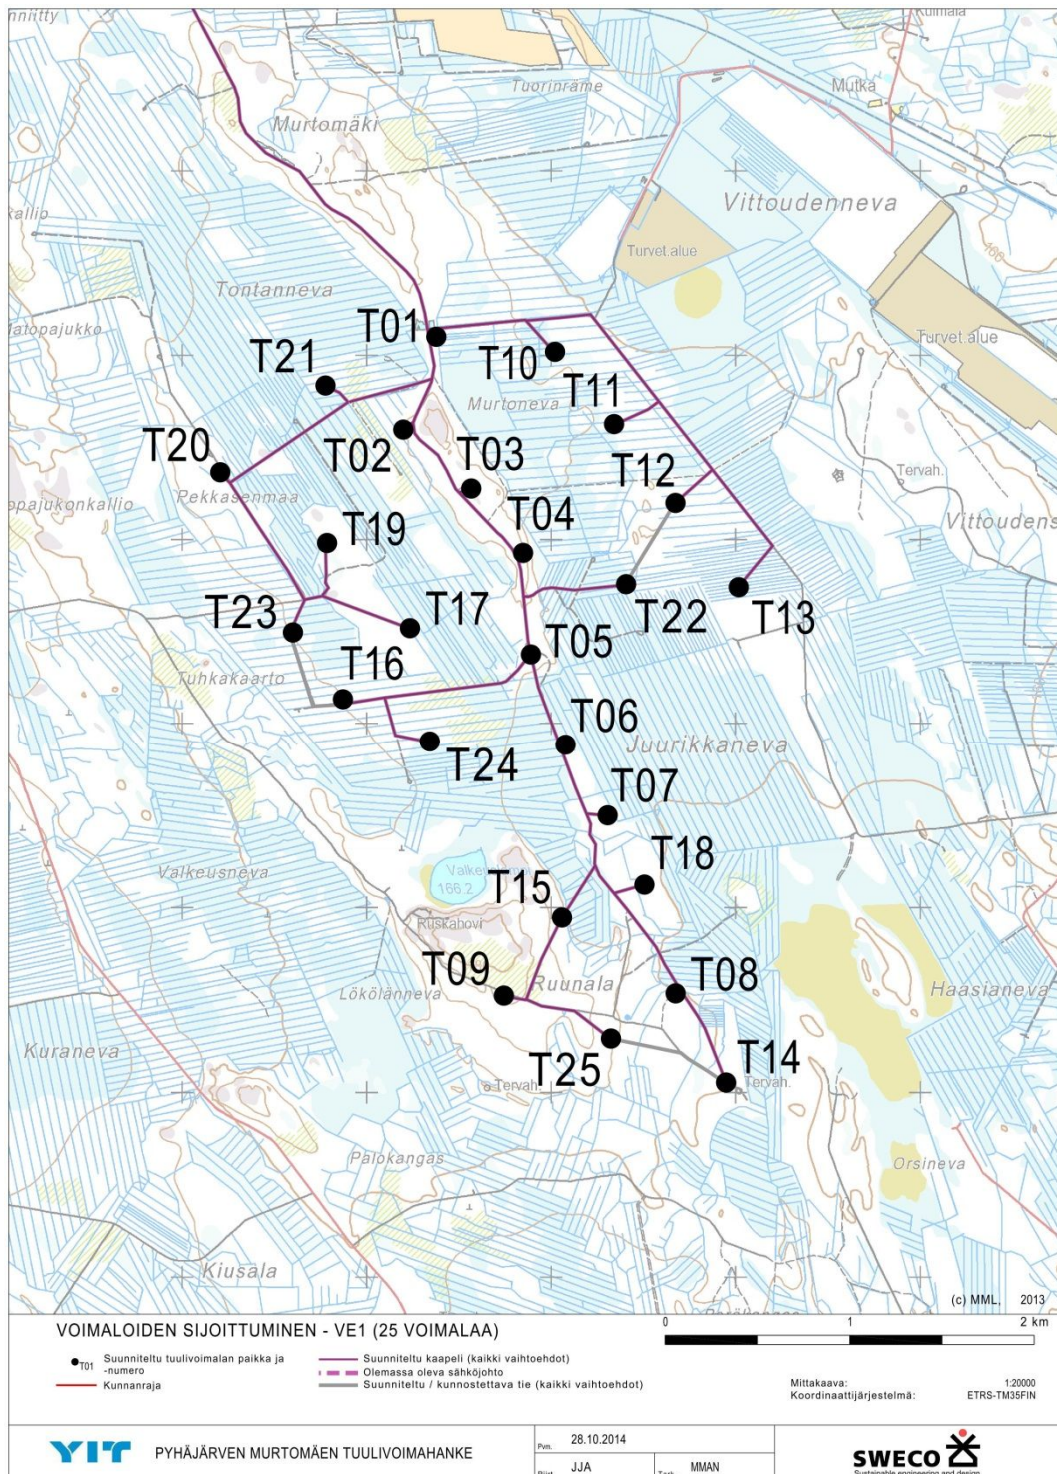 nniitty
Kulmala
Tuorinräme
Mutka
Murtomäki
Vittoudenneva
kallio
Turvet.alue
160
Tontanneva
T01
T21
T10
T11
Murtoneva
Turvet.alue
T02
T20
T03
T12
Pekkasenmaa
Tervah.
opajukonkallio
Vittoudens
T04
T19
T23
T17
T22
T13
T16
T05
Tuhkakaarto
T06
Juurikkaneva
T24
T07
T18
Valkeusneva
166.2
T15
Ruskahovi
T09
Ruunala
T08
Lökölänneva
Haasianeva
Kuraneva
T25
T14
Tervah.
Tervah.
Palokangas
Orsineva
Kiusala
(c) MML, 2013
VOIMALOIDEN SIJOITTUMINEN - VE1 (25 VOIMALAA)
0 1 2 km
T01 Suunniteltu tuulivoimalan paikka ja
-numero
Kunnanraja
Suunniteltu kaapeli (kaikki vaihtoehdot)
Olemassa oleva sähköjohto
Suunniteltu / kunnostettava tie (kaikki vaihtoehdot)
Mittakaava: 1:20000
Koordinaattijärjestelmä: ETRS-TM35FIN
YIT
PYHÄJÄRVEN MURTOMÄEN TUULIVOIMAHANKE
Pvm. 28.10.2014
JJA
MMAN
SWECO
Sustainable engineering and design